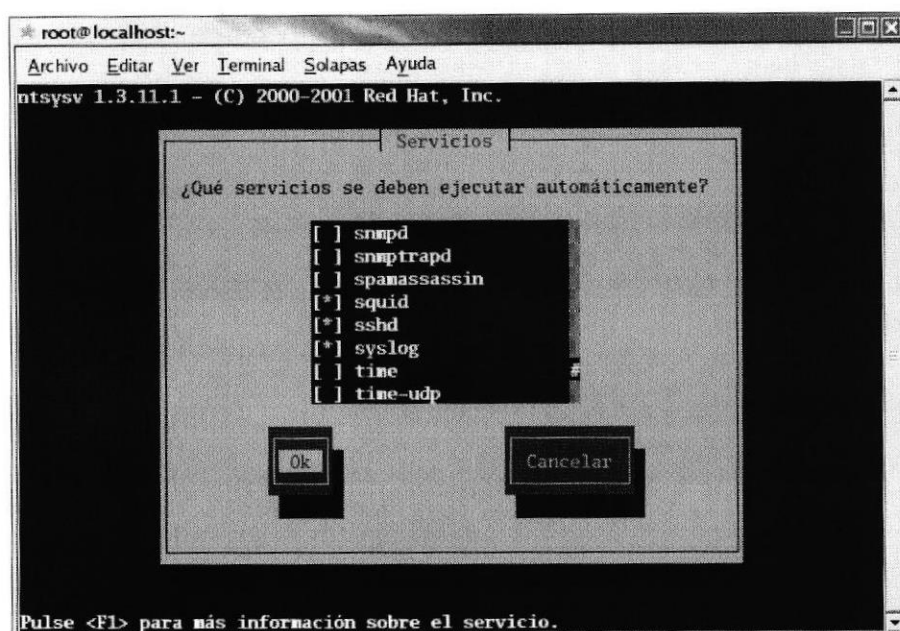 root@localhost:~
Archivo Editar Ver Terminal Solapas Ayuda
ntsysv 1.3.11.1 - (C) 2000-2001 Red Hat, Inc.
Servicios
¿Qué servicios se deben ejecutar automáticamente?
[ ] snmpd
[ ] snmptrapd
[ ] spamassassin
[*] squid
[*] sshd
[*] syslog
[ ] time #
[ ] time-udp
Ok Cancelar
Pulse <F1> para más información sobre el servicio.